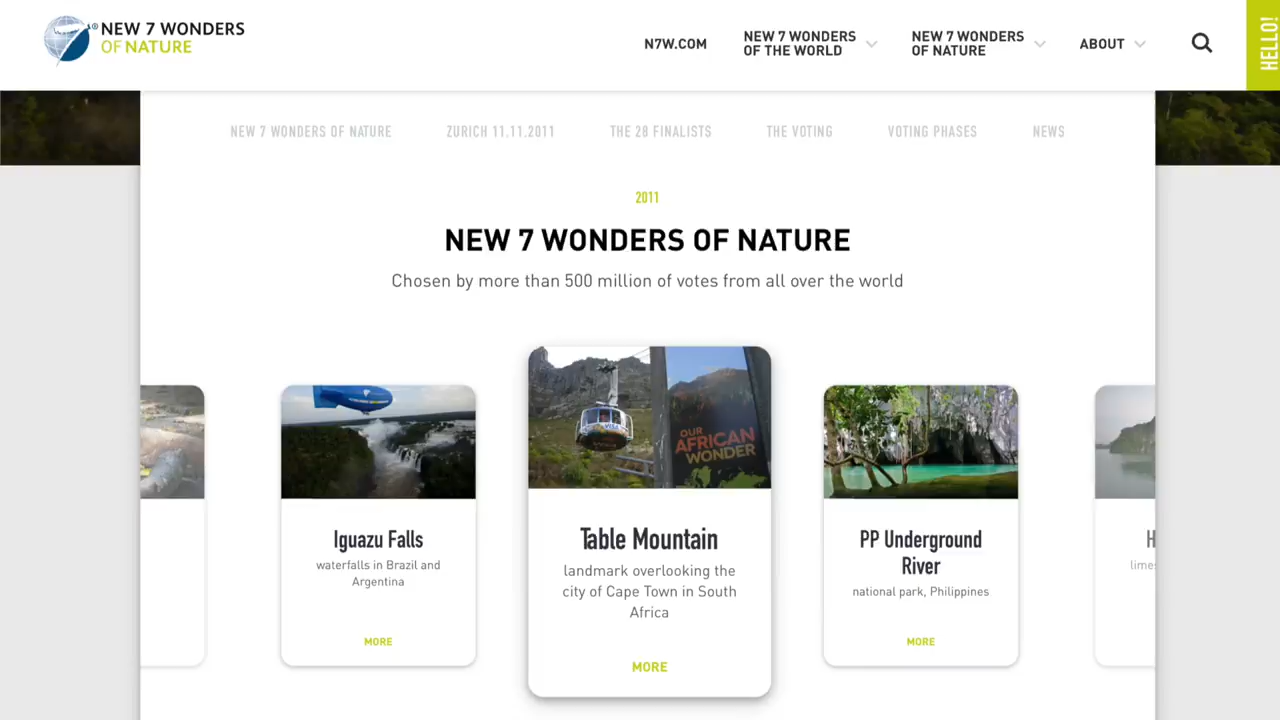 NEW 7 WONDERS
OF NATURE
N7W.COM
NEW 7 WONDERS
OF THE WORLD
NEW 7 WONDERS
OF NATURE
ABOUT
HELLO!
NEW 7 WONDERS OF NATURE
ZURICH 11.11.2011
THE 28 FINALISTS
THE VOTING
VOTING PHASES
NEWS
2011
NEW 7 WONDERS OF NATURE
Chosen by more than 500 million of votes from all over the world
Iguazu Falls
waterfalls in Brazil and
Argentina
MORE
VISA
OUR
AFRICAN
WONDER
Table Mountain
landmark overlooking the
city of Cape Town in South
Africa
MORE
PP Underground
River
national park, Philippines
MORE
H
limes